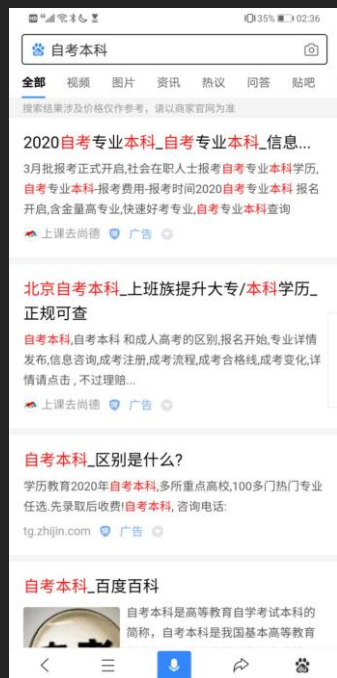 35% 02:36
自考本科
全部 视频 图片 资讯 热议 问答 贴吧
搜索结果涉及价格仅作参考，请以商家官网为准
2020自考专业本科_自考专业本科_信息...
3月批报考正式开启,社会在职人士报考自考专业本科学历,
自考专业本科-报考费用-报考时间2020自考专业本科 报名
开启,含金量高专业,快速好考专业,自考专业本科查询
上课去尚德 广告
北京自考本科_上班族提升大专/本科学历_
正规可查
自考本科,自考本科 和成人高考的区别,报名开始,专业详情
发布,信息咨询,成考注册,成考流程,成考合格线,成考变化,详
情请点击 , 不过理赔...
上课去尚德 广告
自考本科_区别是什么?
学历教育2020年自考本科,多所重点高校,100多门热门专业
任选.先录取后收费!自考本科, 咨询电话:
tg.zhijin.com 广告
自考本科_百度百科
自考本科是高等教育自学考试本科的
简称，自考本科是我国基本高等教育